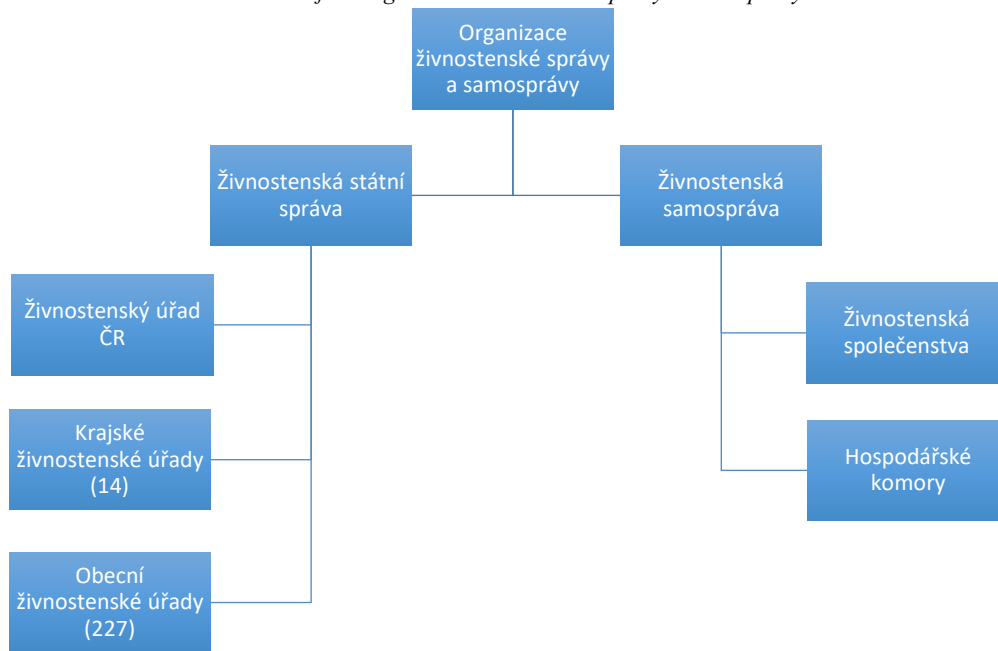 Organizace
živnostenské správy
a samosprávy
Živnostenská státní
správa
Živnostenská
samospráva
Živnostenský úřad
ČR
Krajské
živnostenské úřady
(14)
Obecní
živnostenské úřady
(227)
Živnostenská
společenstva
Hospodářské
komory